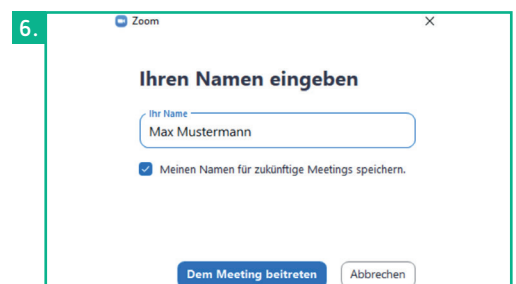 6.
Zoom
Ihren Namen eingeben
Ihr Name
Max Mustermann
Meinen Namen für zukünftige Meetings speichern.
Dem Meeting beitreten Abbrechen